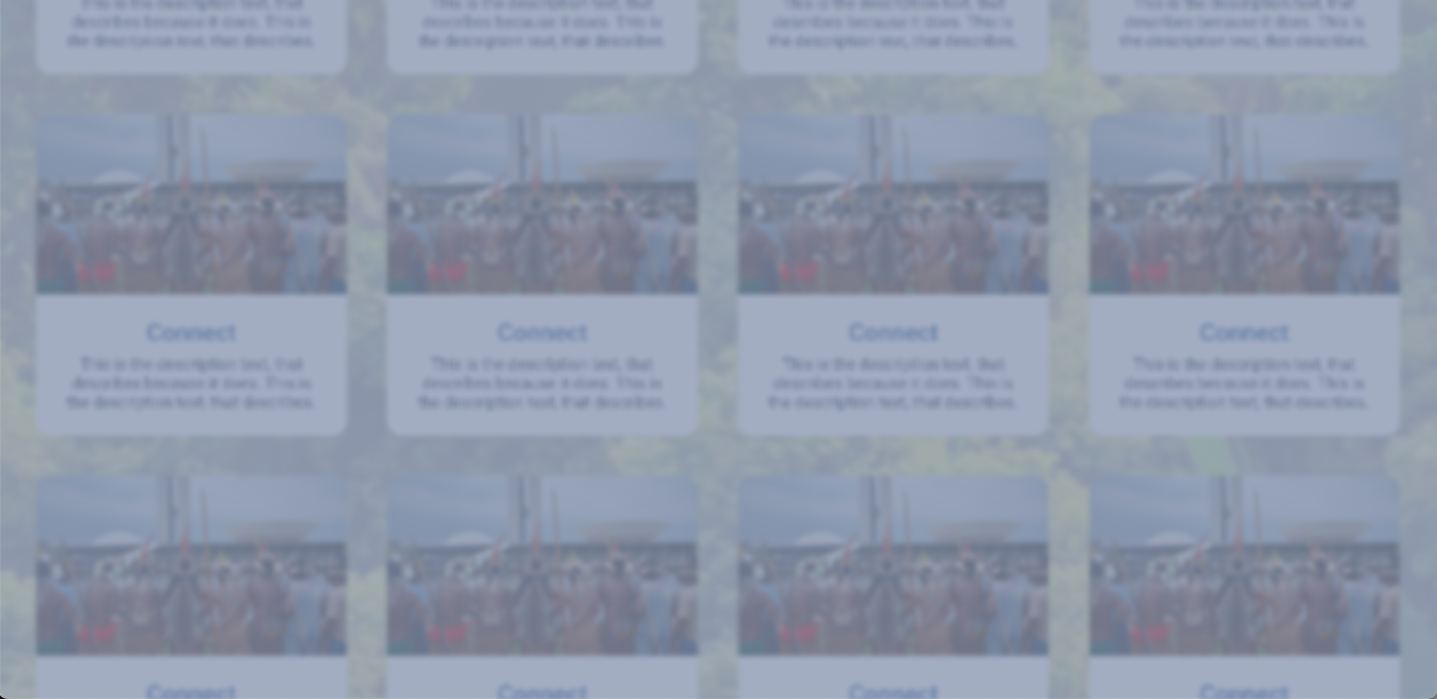 This is the description text, that
This is the description text, that
This is the description text, that
This is the description text, that
describes because it does. This is
describes because it does. This is
describes because it does. This is
describes because it does. This is
the description text, that describes.
the description text, that describes.
the description text, that describes.
the description text, that describes.
Connect
Connect
Connect
Connect
This is the description text, that
This is the description text, that
This is the description text, that
This is the description text, that
describes because it does. This is
describes because it does. This is
describes because it does. This is
describes because it does. This is
the description text, that describes.
the description text, that describes.
the description text, that describes.
the description text, that describes.
Connect
Connect
Connect
Connect